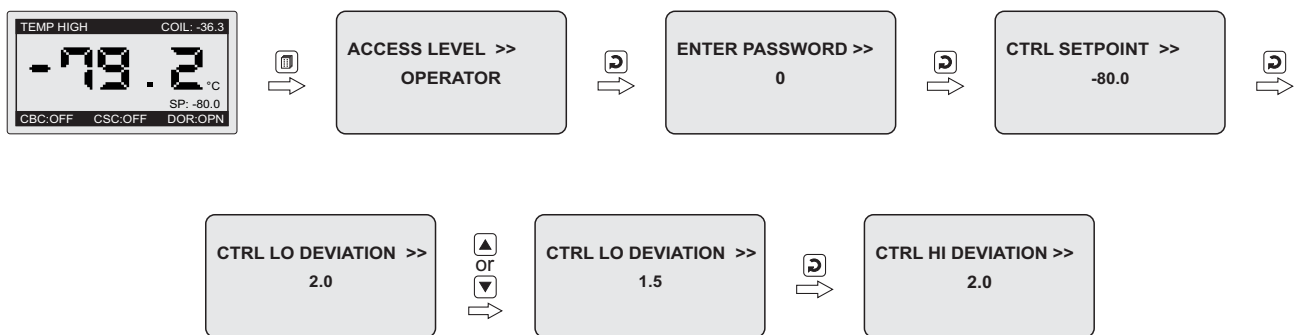 TEMP HIGH COIL: -36.3
-79.2 °C
SP: -80.0
CBC:OFF CSC:OFF DOR:OPN
ACCESS LEVEL >>
OPERATOR
ENTER PASSWORD >>
0
CTRL SETPOINT >>
-80.0
CTRL LO DEVIATION >>
2.0
or
CTRL LO DEVIATION >>
1.5
CTRL HI DEVIATION >>
2.0